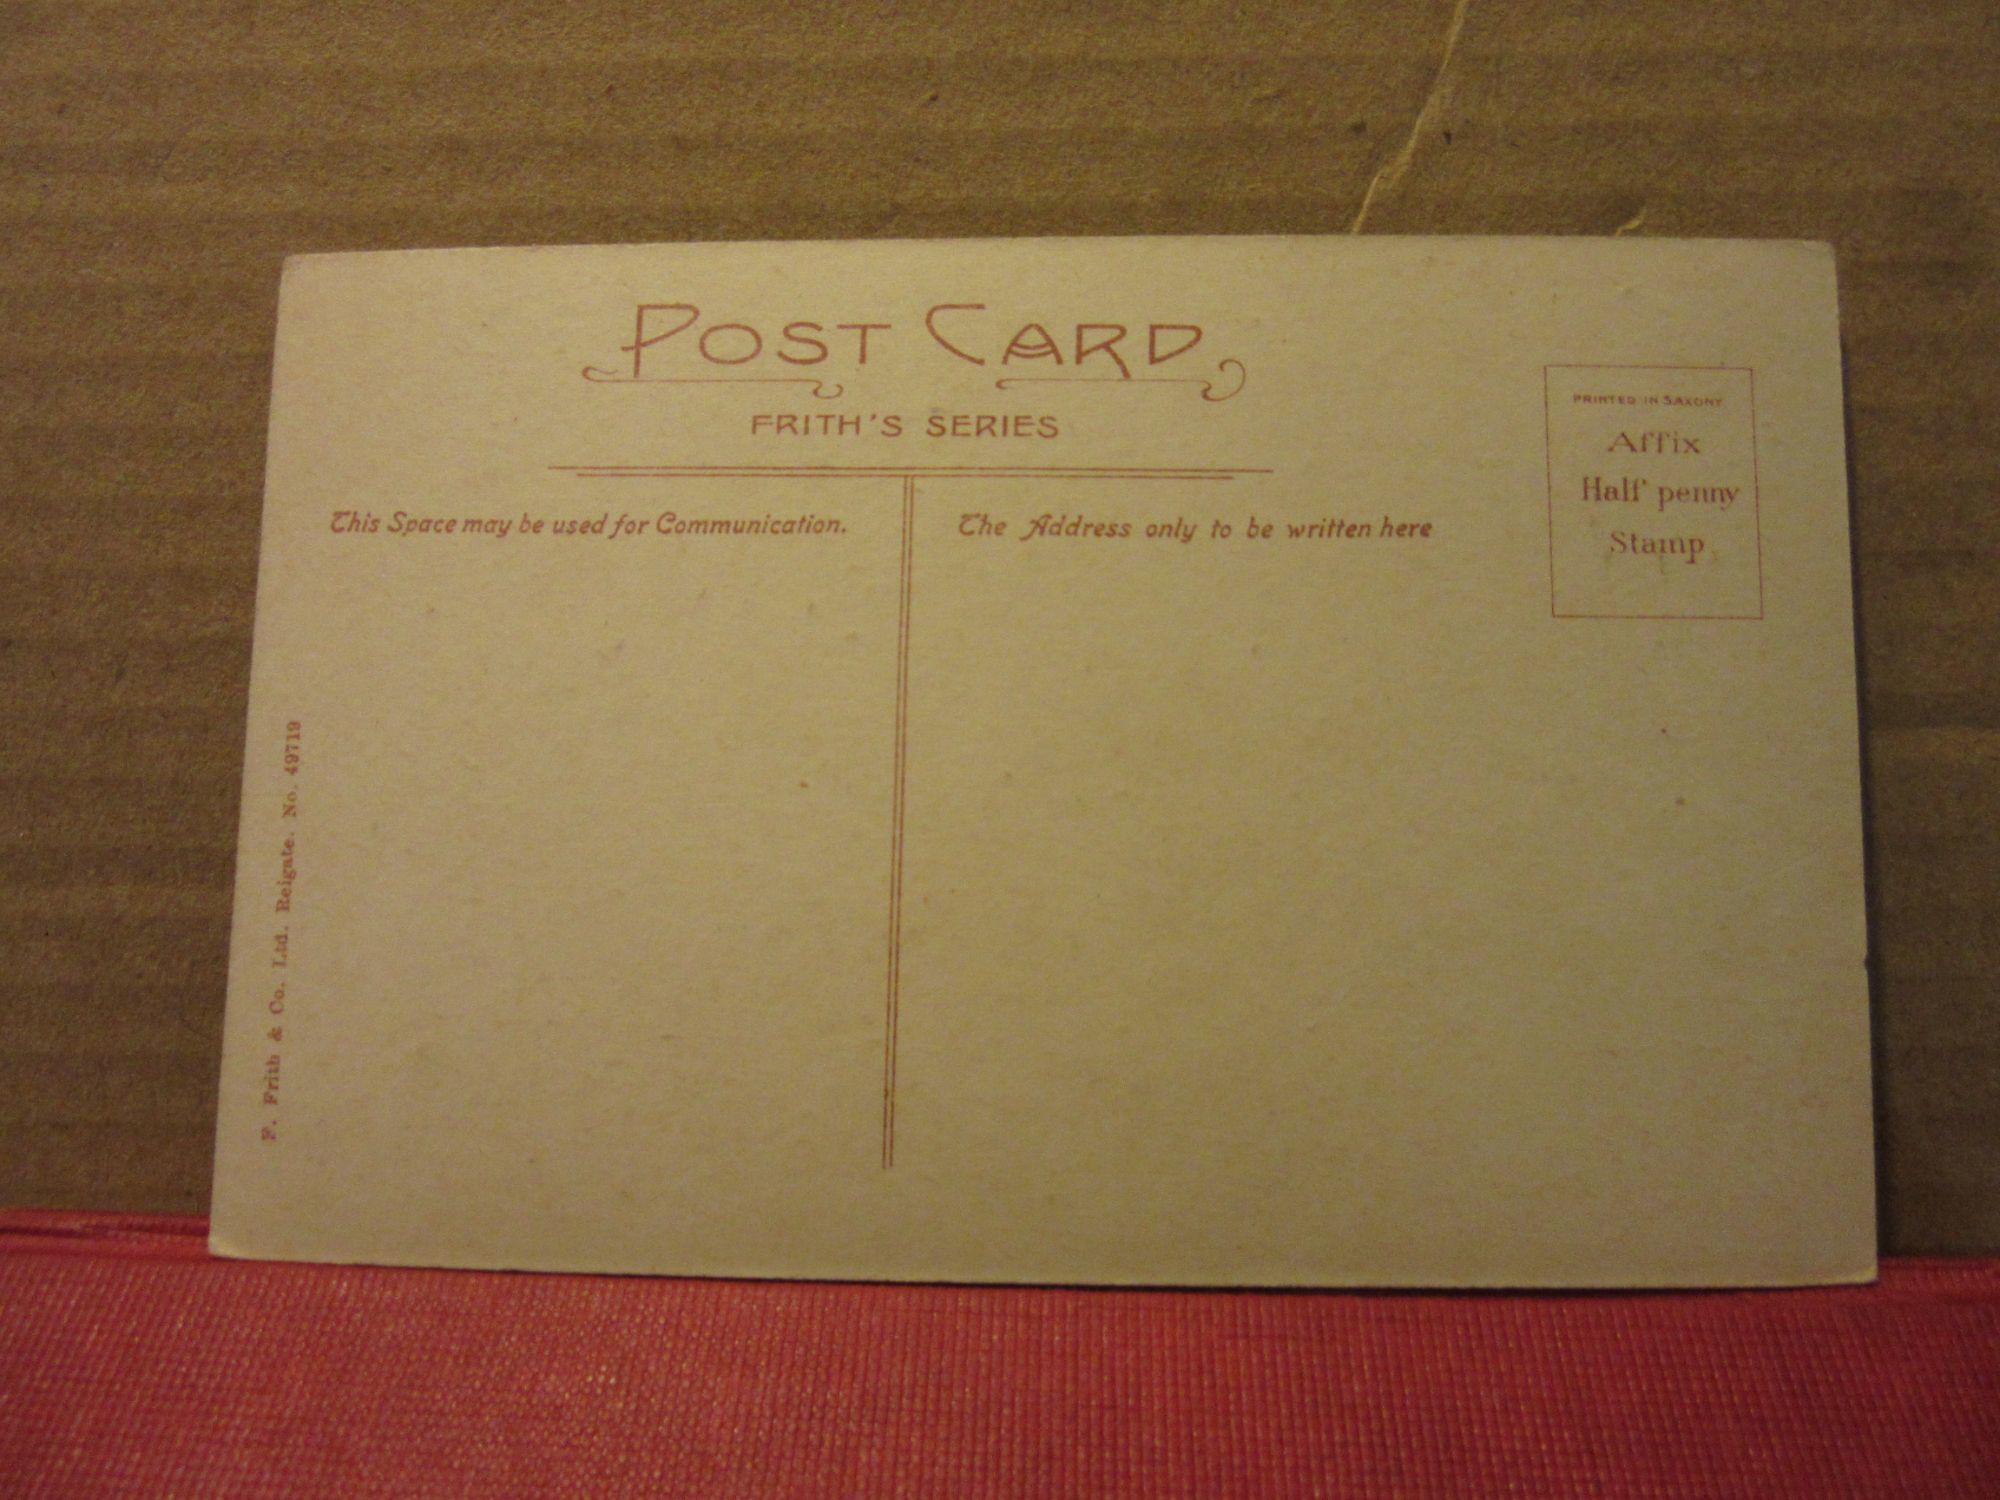 POST CARD
FRITH'S SERIES
This Space may be used for Communication.
The Address only to be written here
PRINTED IN SAXONY
Affix
Half penny
Stamp
F. Frith & Co. Ltd. Reigate. No. 49719